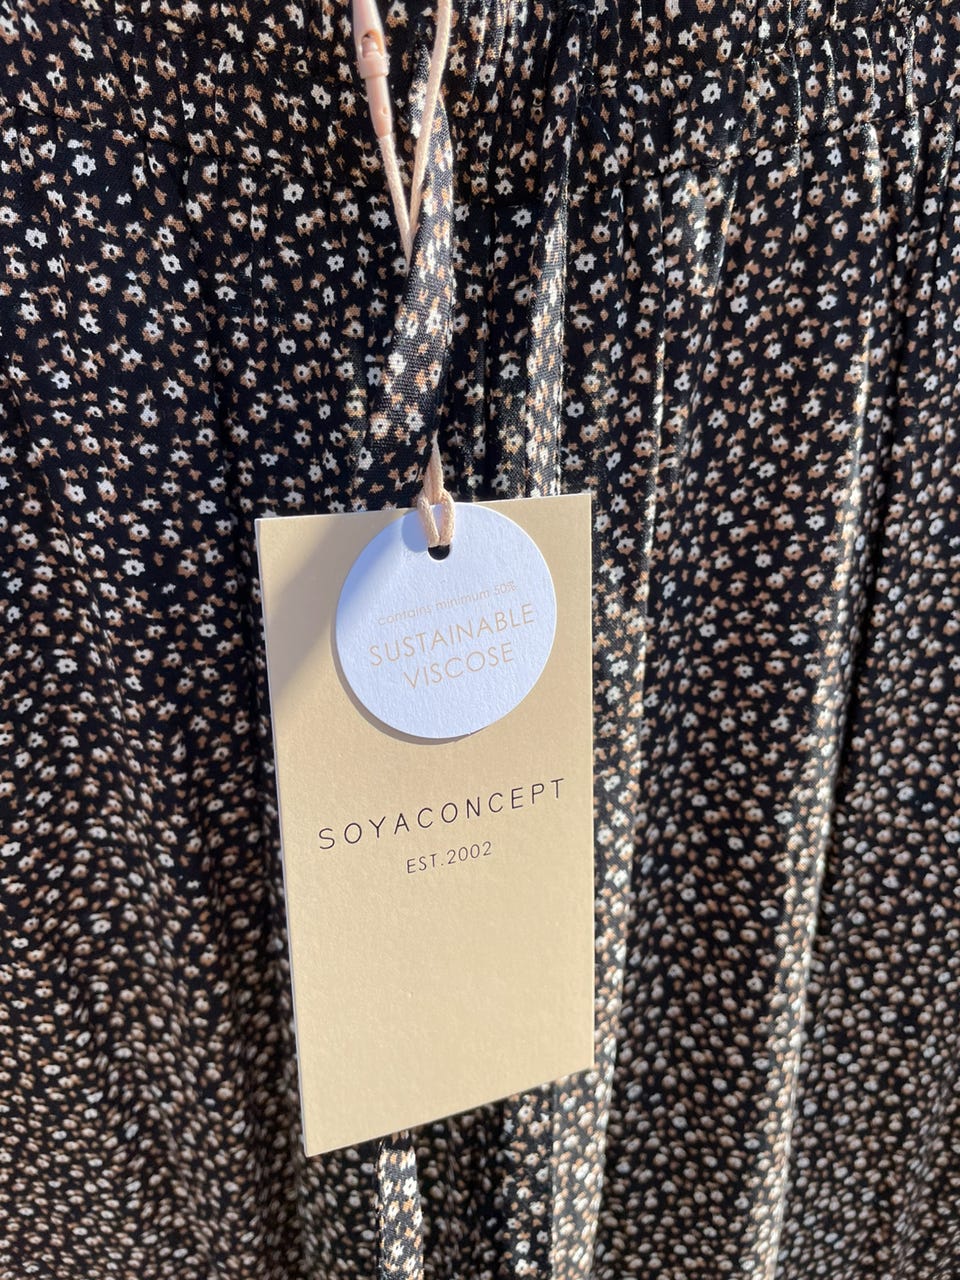 contains minimum 50%
SUSTAINABLE
VISCOSE
SOYACONCEPT
EST.2002